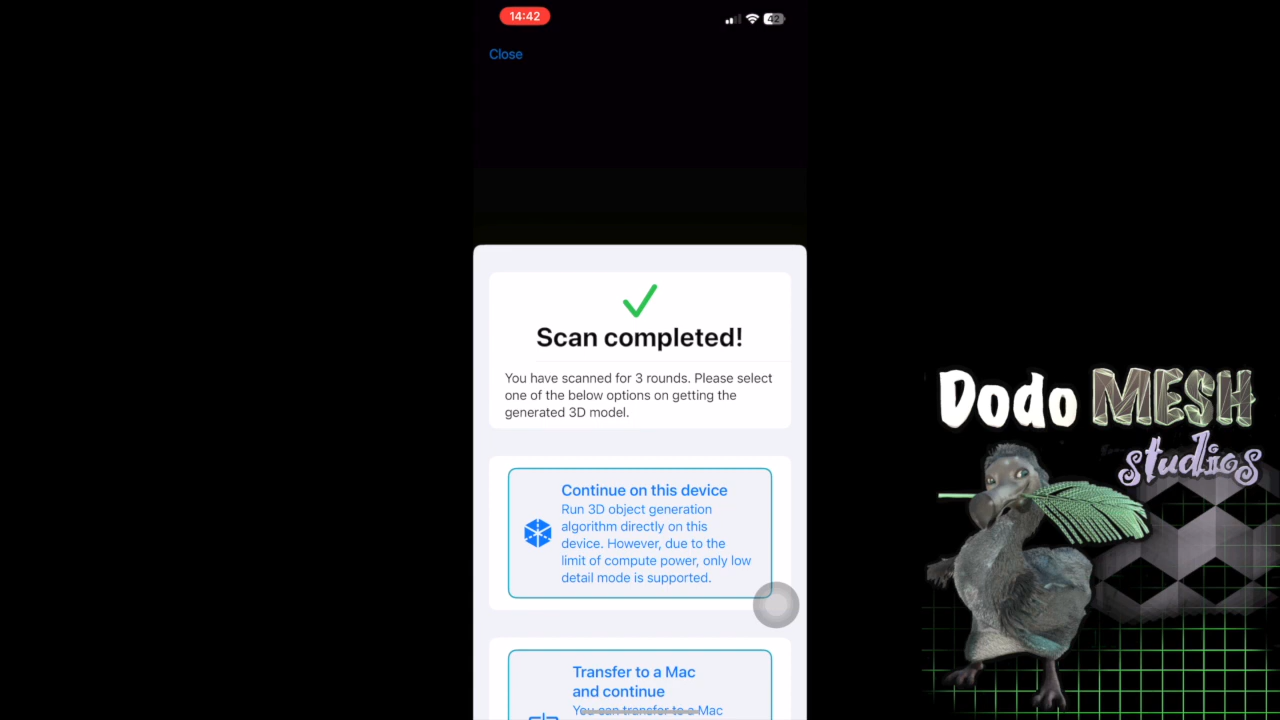 14:42
42
Close
Scan completed!
You have scanned for 3 rounds. Please select
one of the below options on getting the
generated 3D model.
Continue on this device
Run 3D object generation
algorithm directly on this
device. However, due to the
limit of compute power, only low
detail mode is supported.
Transfer to a Mac
and continue
You can transfer to a Mac
Dodo MESH
studios